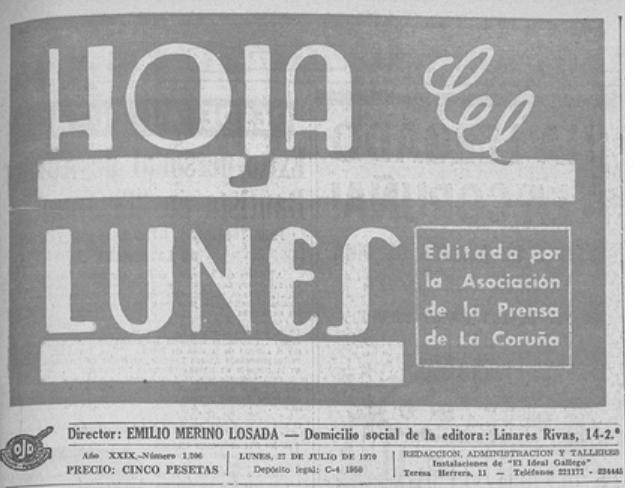 HOJA del
LUNES
Editada por
la Asociación
de la Prensa
de La Coruña
OJD
Director: EMILIO MERINO LOSADA — Domicilio social de la editora: Linares Rivas, 14-2.º
Año XXIX.-Número 1.506
PRECIO: CINCO PESETAS
LUNES, 27 DE JULIO DE 1970
Depósito legal: C-4 1958
REDACCION, ADMINISTRACION Y TALLERES
Instalaciones de "El Ideal Gallego"
Teresa Herrera, 11 — Teléfonos 221177 - 224445